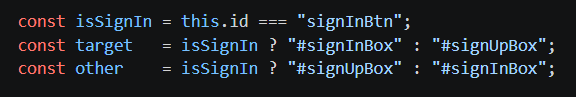 const isSignIn = this.id === "signInBtn";
const target   = isSignIn ? "#signInBox" : "#signUpBox";
const other    = isSignIn ? "#signUpBox" : "#signInBox";